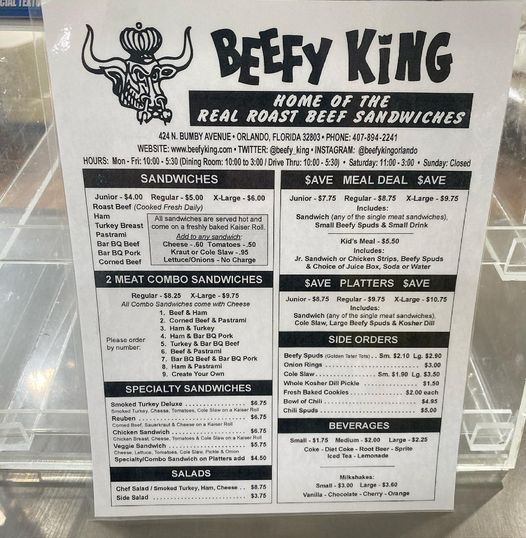 BEEFY KING
HOME OF THE
REAL ROAST BEEF SANDWICHES
424 N. BUMBY AVENUE • ORLANDO, FLORIDA 32803 • PHONE: 407-894-2241
WEBSITE: www.beefyking.com • TWITTER: @beefy_king • INSTAGRAM: @beefykingorlando
HOURS: Mon - Fri: 10:00 - 5:30 (Dining Room: 10:00 to 3:00 / Drive Thru: 10:00 - 5:30) • Saturday: 11:00 - 3:00 • Sunday: Closed
SANDWICHES
Junior - $4.00 Regular - $5.00 X-Large - $6.00
Roast Beef (Cooked Fresh Daily)
Ham
Turkey Breast
Pastrami
Bar BQ Beef
Bar BQ Pork
Corned Beef
All sandwiches are served hot and
come on a freshly baked Kaiser Roll.
Add to any sandwich:
Cheese -.60 Tomatoes -.50
Kraut or Cole Slaw -.95
Lettuce/Onions - No Charge
2 MEAT COMBO SANDWICHES
Regular - $8.25 X-Large - $9.75
All Combo Sandwiches come with Cheese
Please order
by number:
1. Beef & Ham
2. Corned Beef & Pastrami
3. Ham & Turkey
4. Ham & Bar BQ Pork
5. Turkey & Bar BQ Beef
6. Beef & Pastrami
7. Bar BQ Beef & Bar BQ Pork
8. Ham & Pastrami
9. Create Your Own
SPECIALTY SANDWICHES
Smoked Turkey Deluxe $6.75
Smoked Turkey, Cheese, Tomatoes, Cole Slaw on a Kaiser Roll
Reuben $6.75
Corned Beef, Sauerkraut & Cheese on a Kaiser Roll
Chicken Sandwich $6.75
Chicken Breast, Cheese, Tomatoes & Cole Slaw on a Kaiser Roll
Veggie Sandwich $5.75
Cheese, Lettuce, Tomatoes, Cole Slaw, Pickle & Onion
Specialty/Combo Sandwich on Platters add $4.50
SALADS
Chef Salad / Smoked Turkey, Ham, Cheese .. $8.75
Side Salad $3.75
$AVE MEAL DEAL $AVE
Junior - $7.75 Regular - $8.75 X-Large - $9.75
Includes:
Sandwich (any of the single meat sandwiches),
Small Beefy Spuds & Small Drink
Kid's Meal - $5.50
Includes:
Jr. Sandwich or Chicken Strips, Beefy Spuds
& Choice of Juice Box, Soda or Water
$AVE PLATTERS $AVE
Junior - $8.75 Regular - $9.75 X-Large - $10.75
Includes:
Sandwich (any of the single meat sandwiches),
Cole Slaw, Large Beefy Spuds & Kosher Dill
SIDE ORDERS
Beefy Spuds (Golden Tater Tots) .. Sm. $2.10 Lg. $2.90
Onion Rings $3.00
Cole Slaw Sm. $1.90 Lg. $3.50
Whole Kosher Dill Pickle $1.50
Fresh Baked Cookies $2.00 each
Bowl of Chili $4.95
Chili Spuds $5.00
BEVERAGES
Small - $1.75 Medium - $2.00 Large - $2.25
Coke - Diet Coke - Root Beer - Sprite
Iced Tea - Lemonade
Milkshakes:
Small - $3.00 Large - $3.60
Vanilla - Chocolate - Cherry - Orange